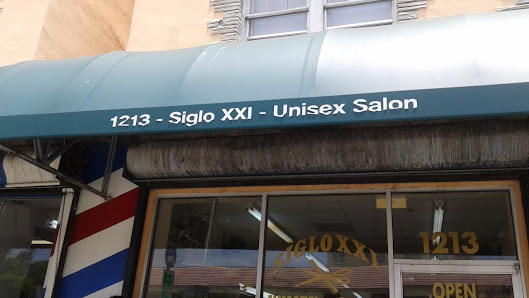 1213 - Siglo XXI - Unisex Salon
SIGLO XXI
1213
OPEN